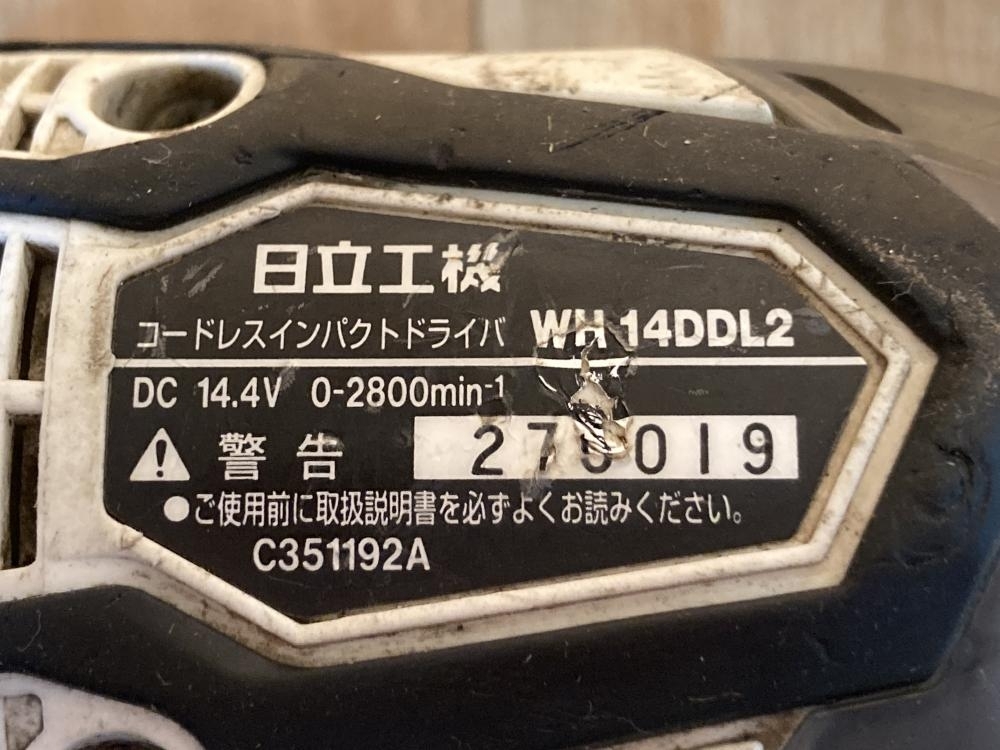 日立工機
コードレスインパクトドライバ WH 14DDL2
DC 14.4V 0-2800min⁻¹
警告
●ご使用前に取扱説明書を必ずよくお読みください。
C351192A